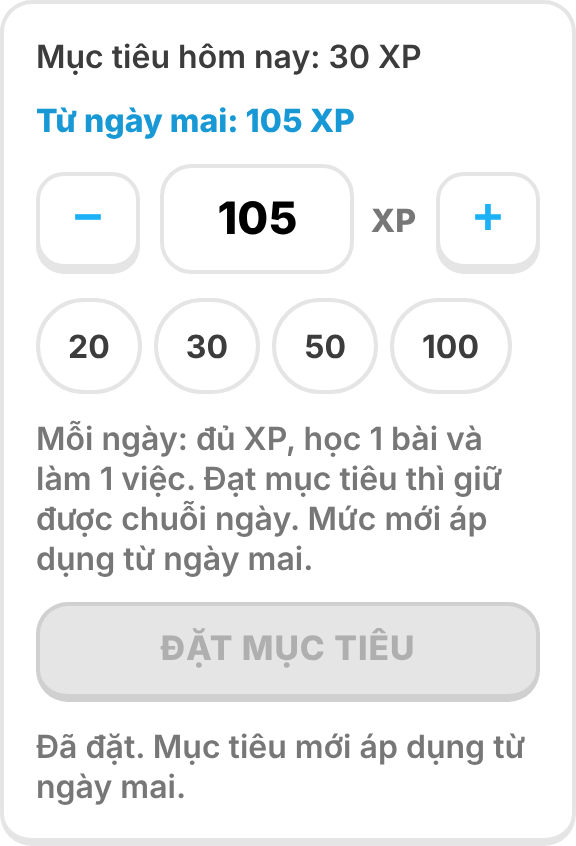 Mục tiêu hôm nay: 30 XP
Từ ngày mai: 105 XP
− 105 XP +
20 30 50 100
Mỗi ngày: đủ XP, học 1 bài và
làm 1 việc. Đạt mục tiêu thì giữ
được chuỗi ngày. Mức mới áp
dụng từ ngày mai.
ĐẶT MỤC TIÊU
Đã đặt. Mục tiêu mới áp dụng từ
ngày mai.